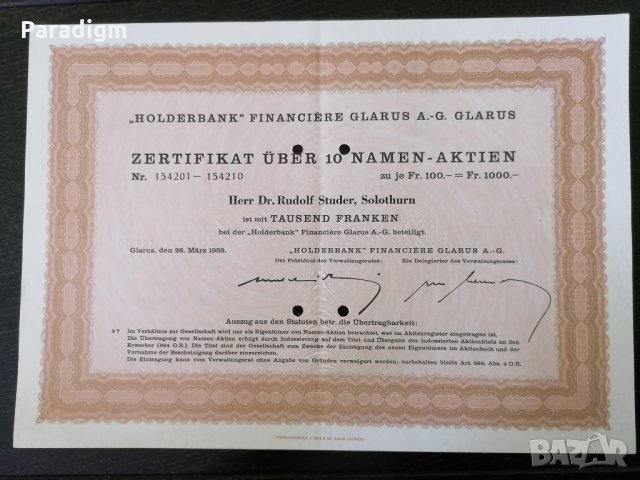 Paradigm
„HOLDERBANK" FINANCIÈRE GLARUS A.-G. GLARUS
ZERTIFIKAT ÜBER 10 NAMEN-AKTIEN
Nr. 154201 — 154210 zu je Fr. 100.— = Fr. 1000.—
Herr Dr. Rudolf Studer, Solothurn
ist mit TAUSEND FRANKEN
bei der „Holderbank" Financière Glarus A.-G. beteiligt.
Glarus, den 26. März 1958. „HOLDERBANK" FINANCIÈRE GLARUS A.-G.
Der Präsident des Verwaltungsrates: Ein Delegierter des Verwaltungsrates:
Auszug aus den Statuten betr. die Übertragbarkeit:
§ 7 Im Verhältnis zur Gesellschaft wird nur als Eigentümer von Namen-Aktien betrachtet, wer im Aktienregister eingetragen ist.
Die Übertragung von Namen-Aktien erfolgt durch Indossierung auf dem Titel und Übergabe des indossierten Aktientitels an den
Erwerber (684 O.R.). Die Titel sind der Gesellschaft zum Zwecke der Eintragung des neuen Eigentümers im Aktienbuch und der
Vornahme der Bescheinigung darüber einzureichen.
Die Eintragung kann vom Verwaltungsrat ohne Angabe von Gründen verweigert werden; vorbehalten bleibt Art. 686, Abs. 4 O.R.
BAZAR